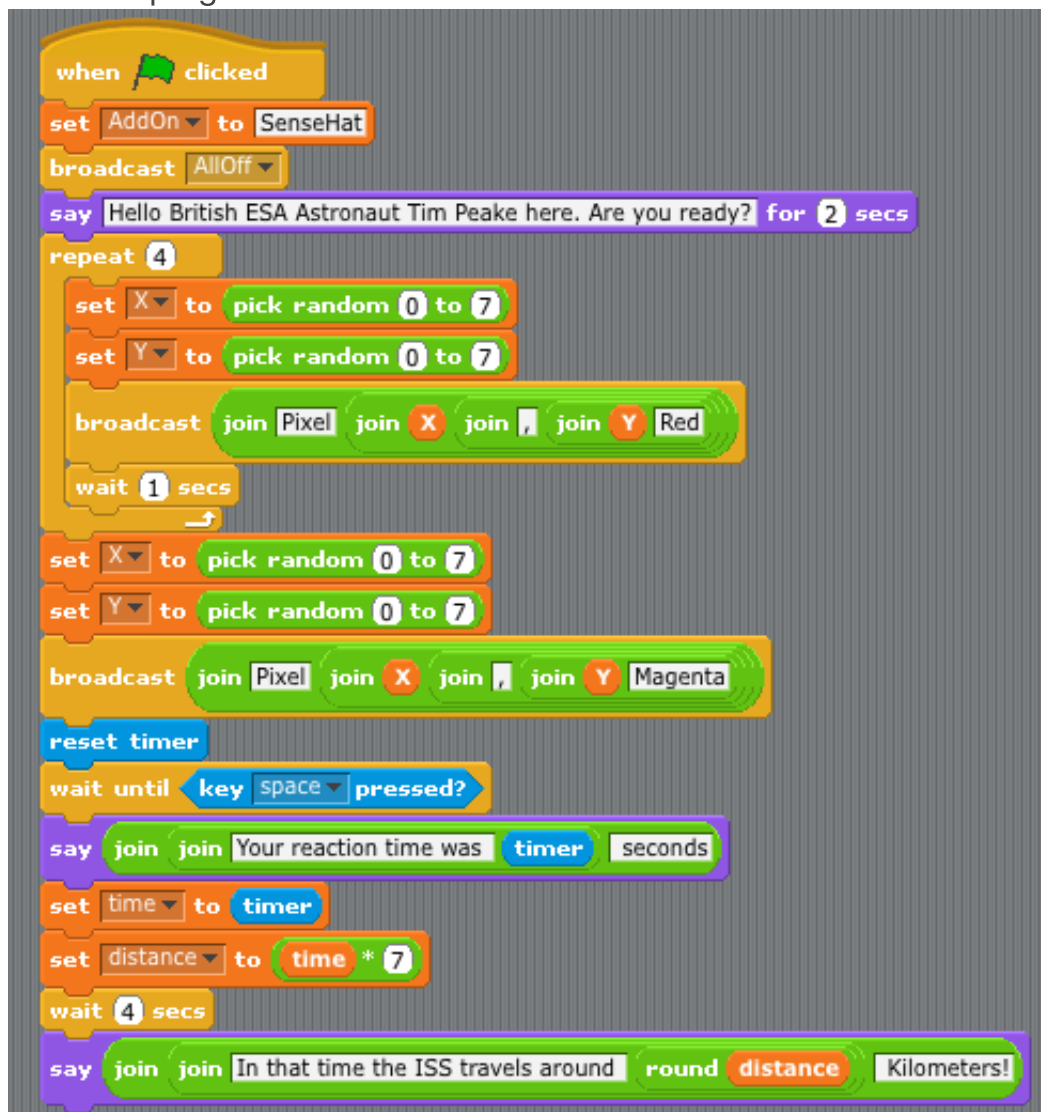 when clicked
set AddOn to SenseHat
broadcast AllOff
say Hello British ESA Astronaut Tim Peake here. Are you ready? for 2 secs
repeat 4
set X to pick random 0 to 7
set Y to pick random 0 to 7
broadcast join Pixel join X join , join Y Red
wait 1 secs
set X to pick random 0 to 7
set Y to pick random 0 to 7
broadcast join Pixel join X join , join Y Magenta
reset timer
wait until key space pressed?
say join join Your reaction time was timer seconds
set time to timer
set distance to time * 7
wait 4 secs
say join join In that time the ISS travels around round distance Kilometers!